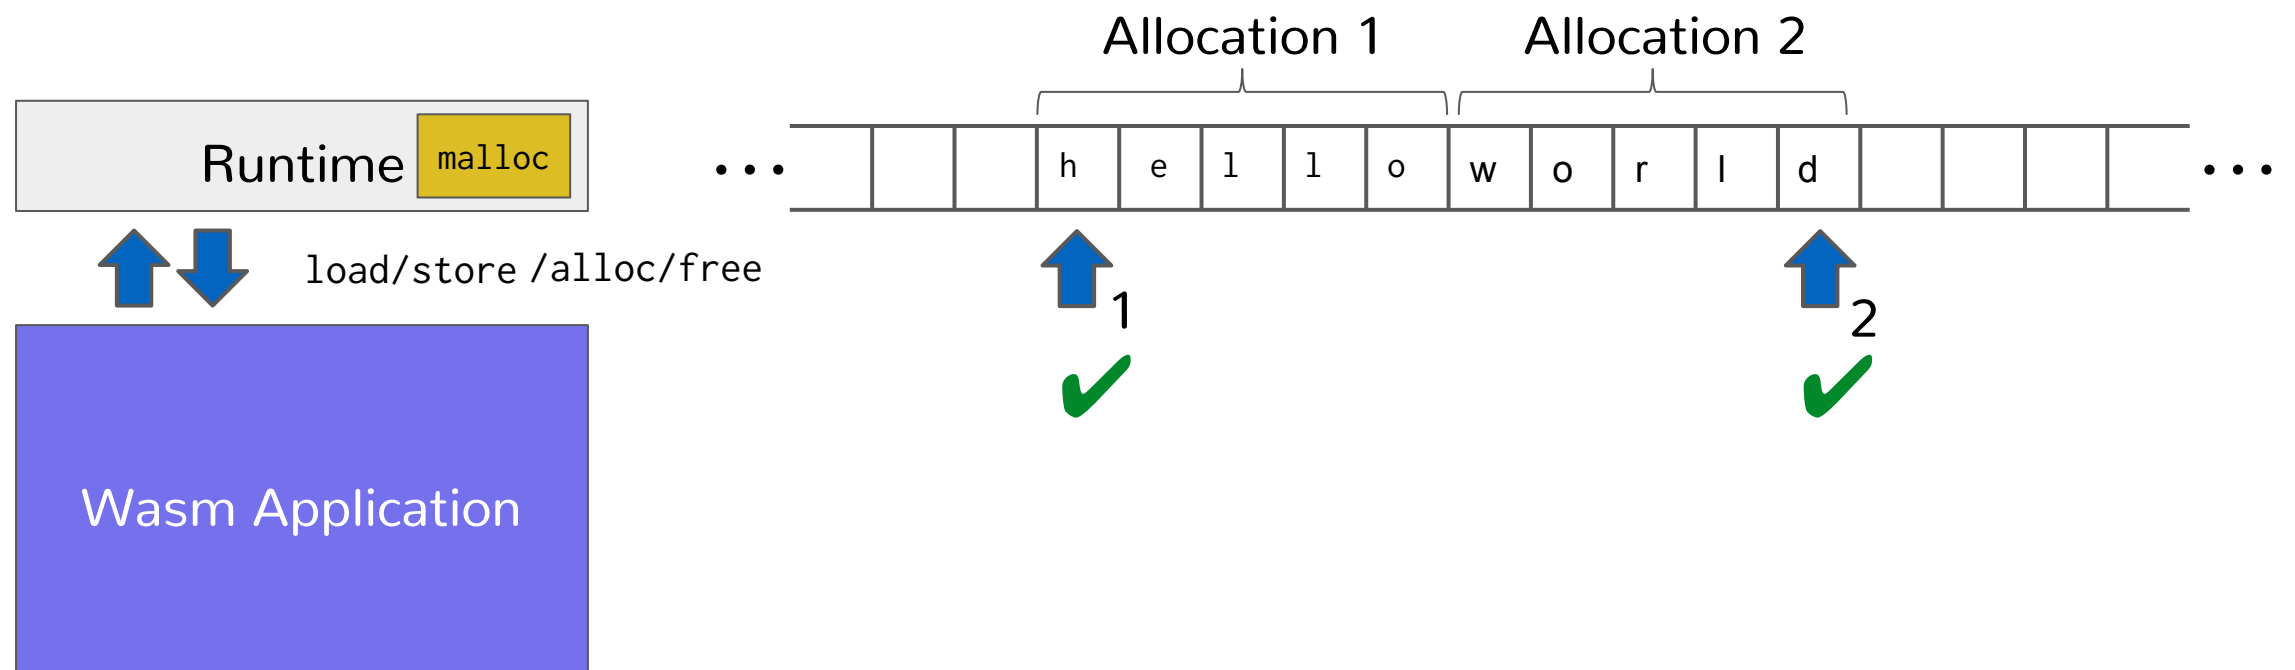 Allocation 1 Allocation 2
Runtime malloc
... h e l l o w o r l d ...
load/store /alloc/free
1 2
Wasm Application